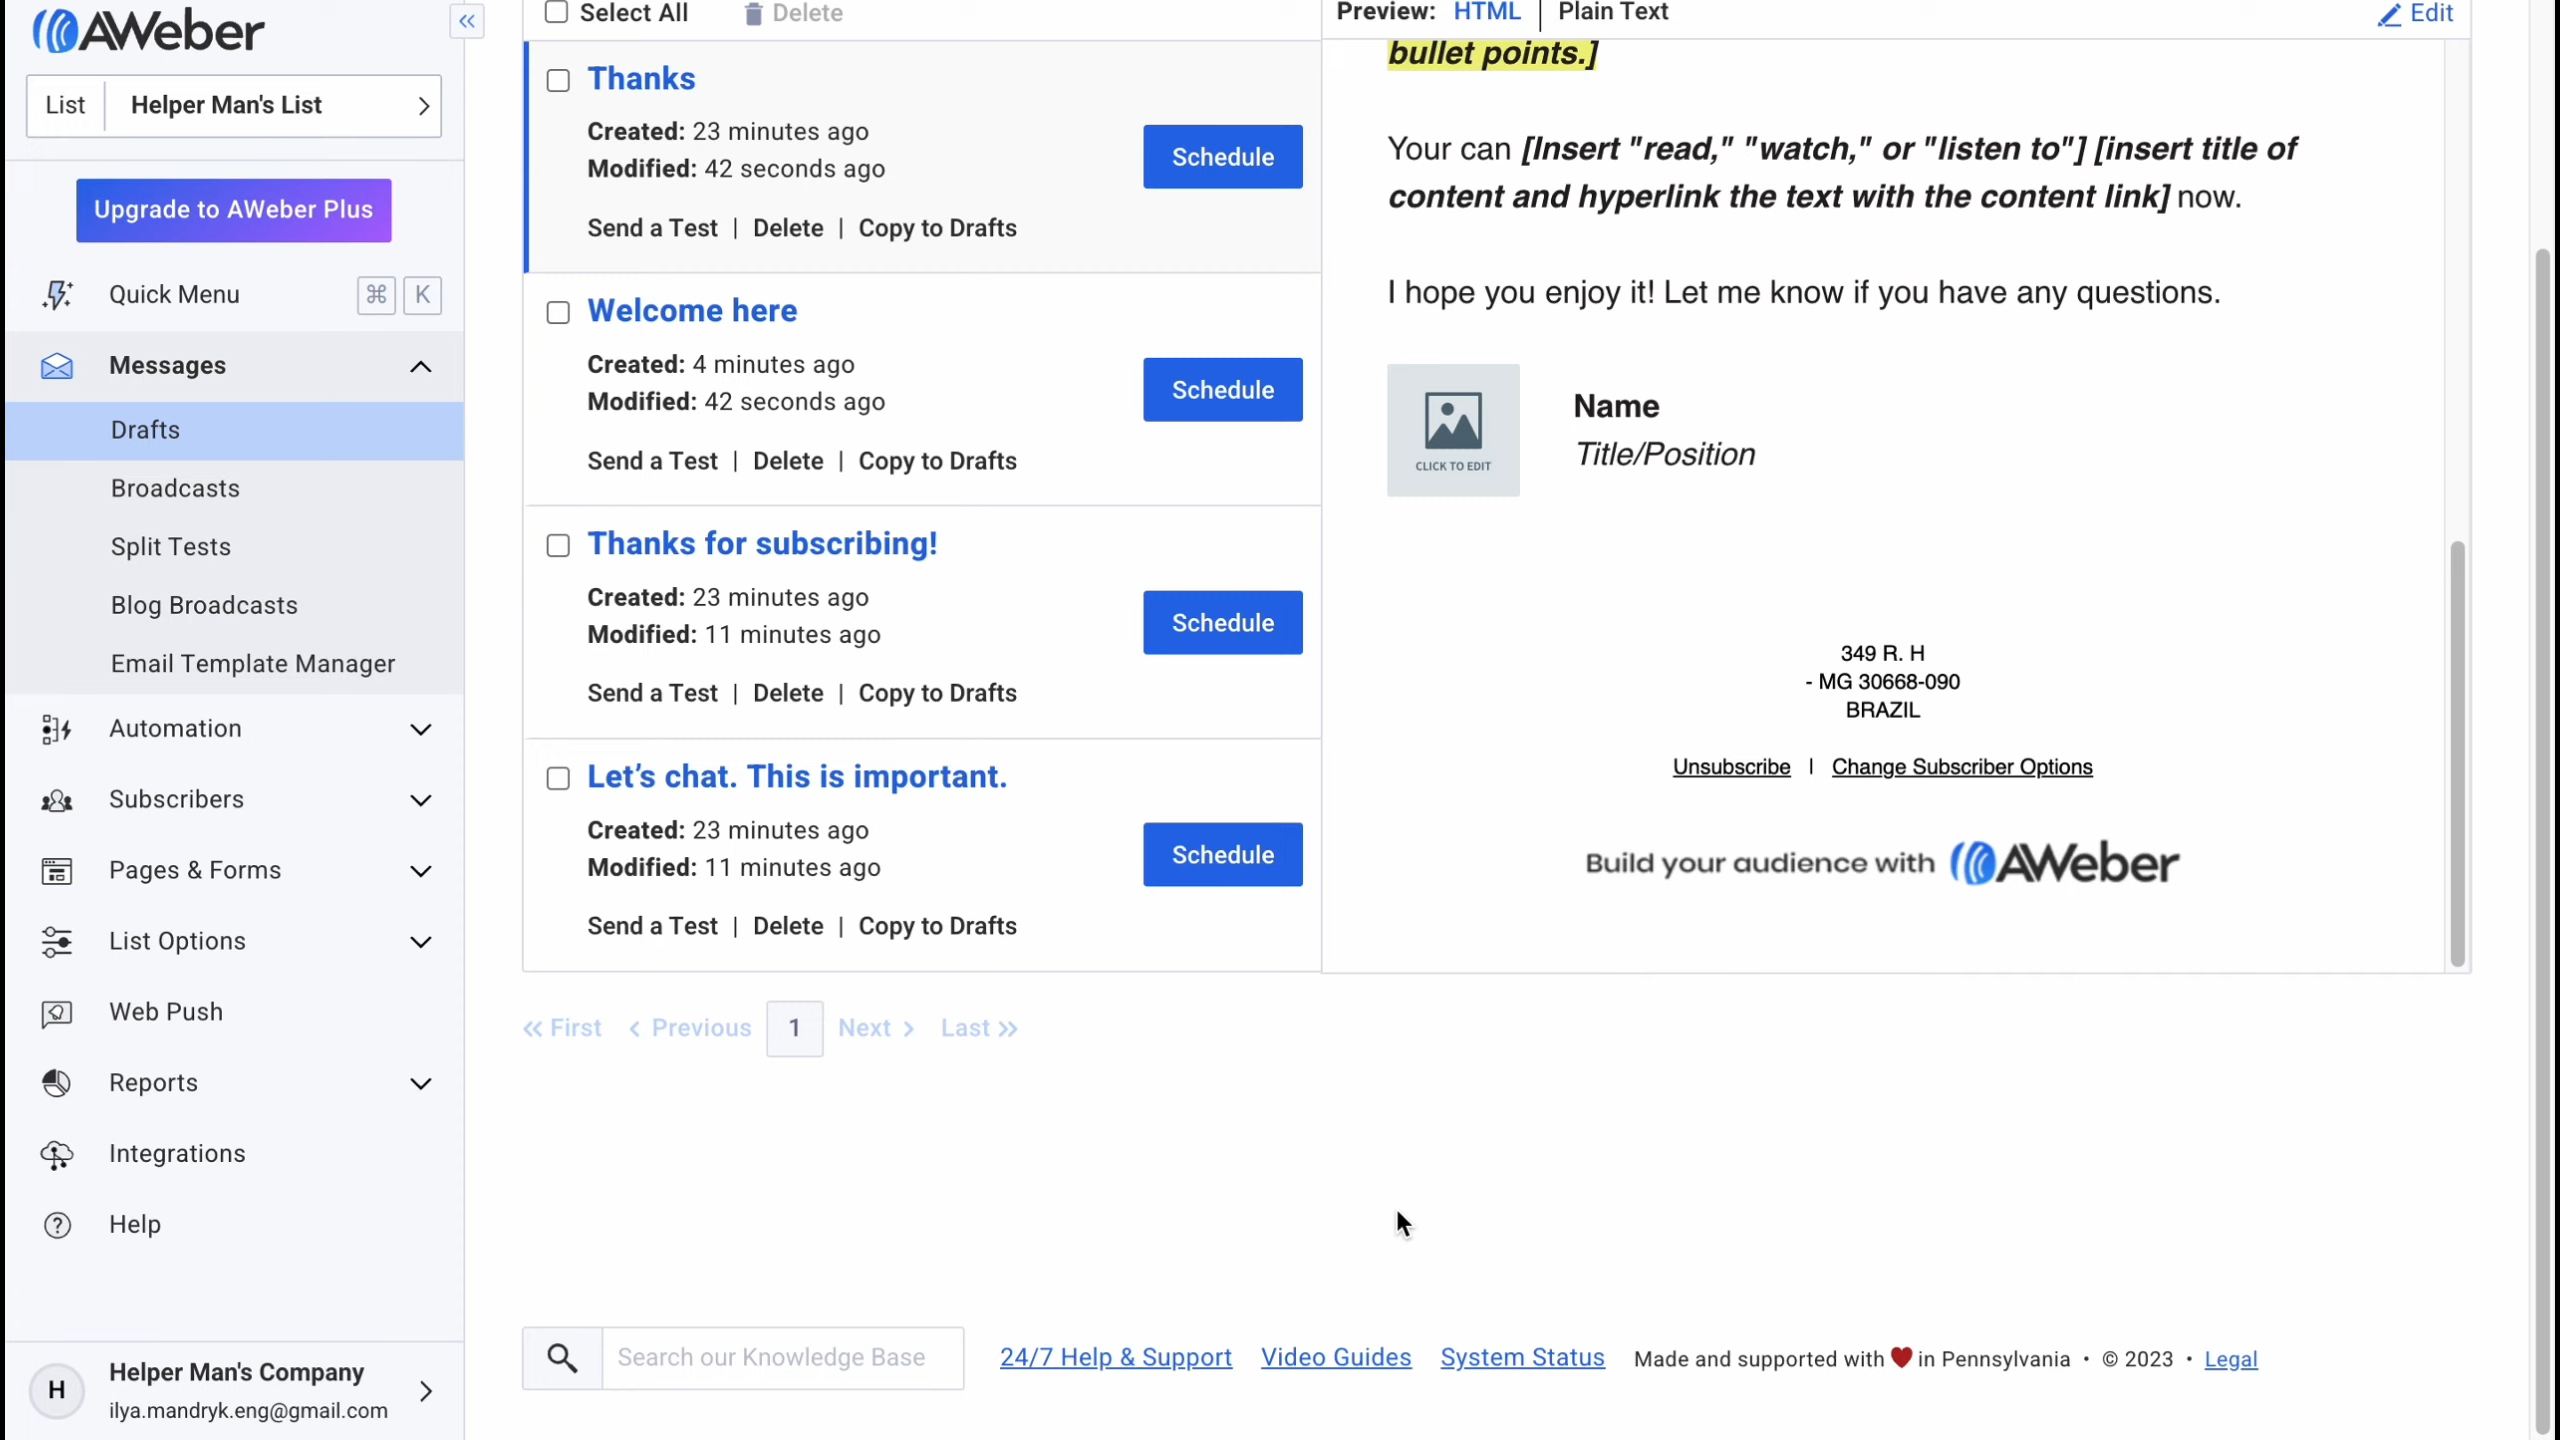 AWeber
List Helper Man's List
Upgrade to AWeber Plus
Quick Menu ⌘ K
Messages
Drafts
Broadcasts
Split Tests
Blog Broadcasts
Email Template Manager
Automation
Subscribers
Pages & Forms
List Options
Web Push
Reports
Integrations
Help
H
Helper Man's Company
ilya.mandryk.eng@gmail.com
Select All Delete
Thanks
Created: 23 minutes ago
Modified: 42 seconds ago
Schedule
Send a Test | Delete | Copy to Drafts
Welcome here
Created: 4 minutes ago
Modified: 42 seconds ago
Schedule
Send a Test | Delete | Copy to Drafts
Thanks for subscribing!
Created: 23 minutes ago
Modified: 11 minutes ago
Schedule
Send a Test | Delete | Copy to Drafts
Let’s chat. This is important.
Created: 23 minutes ago
Modified: 11 minutes ago
Schedule
Send a Test | Delete | Copy to Drafts
« First ‹ Previous 1 Next › Last »
Preview: HTML | Plain Text Edit
bullet points.]
Your can [Insert "read," "watch," or "listen to"] [insert title of
content and hyperlink the text with the content link] now.
I hope you enjoy it! Let me know if you have any questions.
CLICK TO EDIT
Name
Title/Position
349 R. H
- MG 30668-090
BRAZIL
Unsubscribe | Change Subscriber Options
Build your audience with AWeber
Search our Knowledge Base 24/7 Help & Support Video Guides System Status Made and supported with ❤ in Pennsylvania • © 2023 • Legal